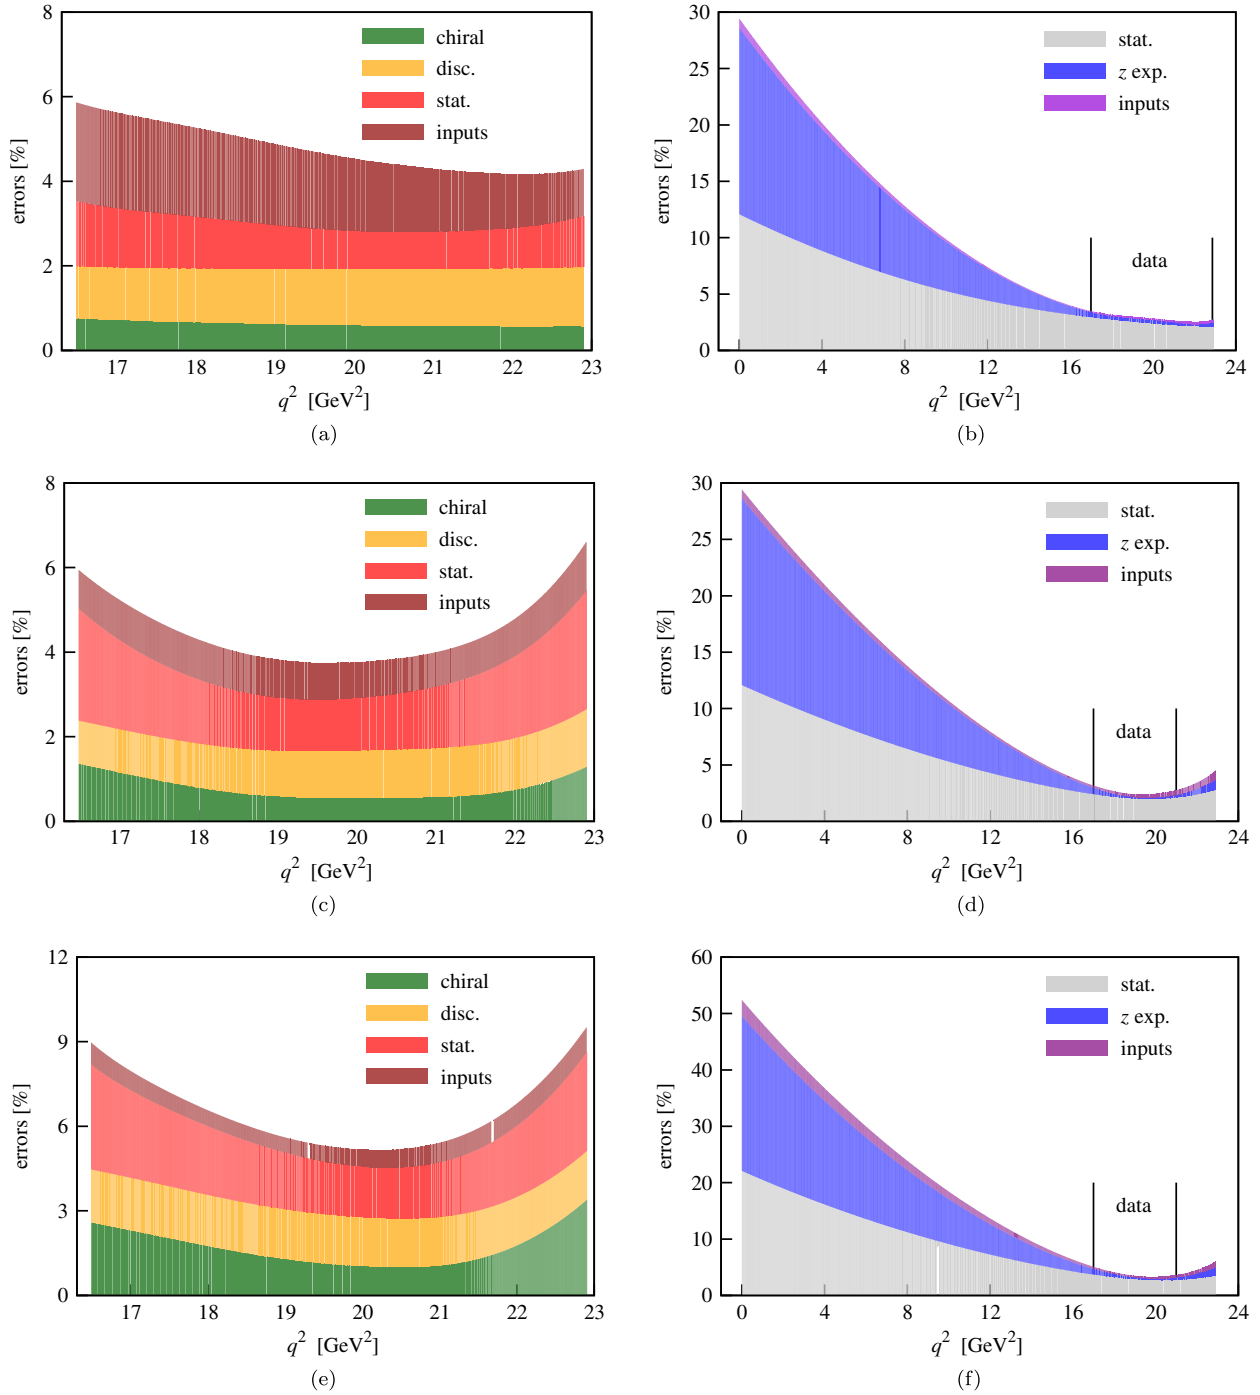 8
6
4
2
0
errors [%]
chiral
disc.
stat.
inputs
17 18 19 20 21 22 23
q² [GeV²]
(a)
30
25
20
15
10
5
0
errors [%]
stat.
z exp.
inputs
data
0 4 8 12 16 20 24
q² [GeV²]
(b)
8
6
4
2
0
errors [%]
chiral
disc.
stat.
inputs
17 18 19 20 21 22 23
q² [GeV²]
(c)
30
25
20
15
10
5
0
errors [%]
stat.
z exp.
inputs
data
0 4 8 12 16 20 24
q² [GeV²]
(d)
12
9
6
3
0
errors [%]
chiral
disc.
stat.
inputs
17 18 19 20 21 22 23
q² [GeV²]
(e)
60
50
40
30
20
10
0
errors [%]
stat.
z exp.
inputs
data
0 4 8 12 16 20 24
q² [GeV²]
(f)